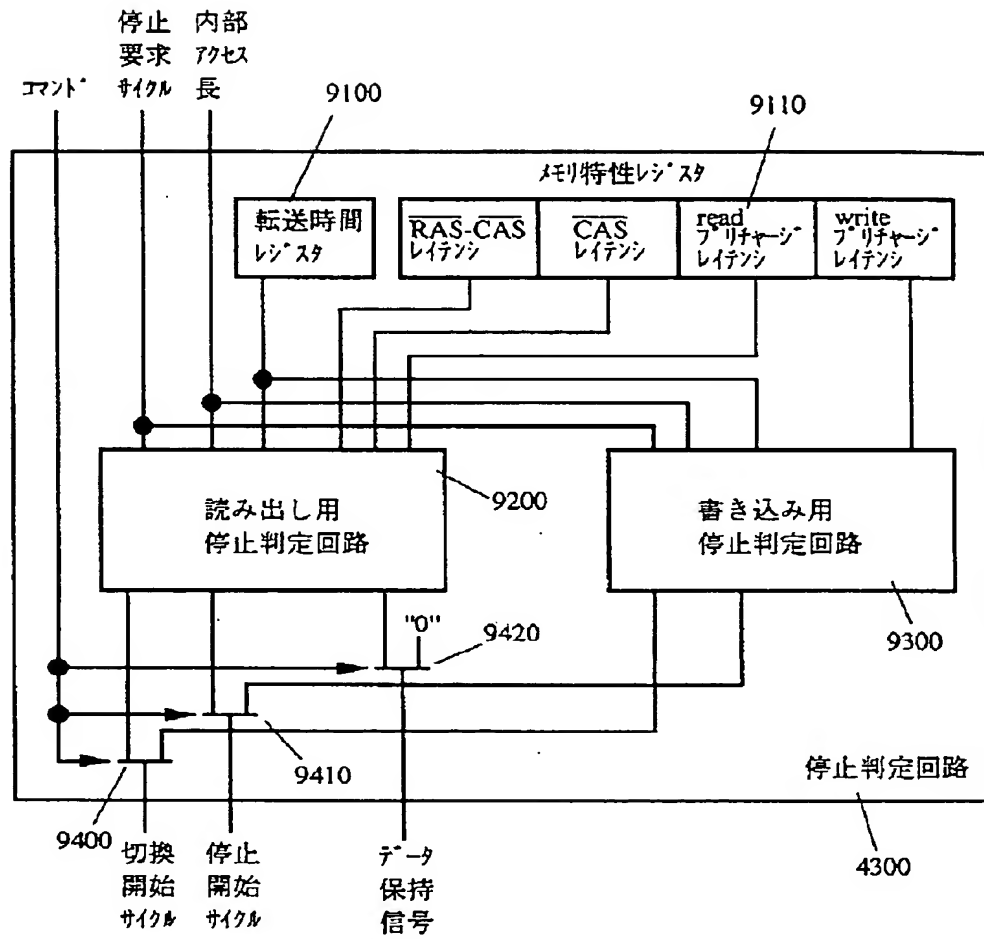 停止 内部
要求 アクセス
コマンド サイクル 長
9100
9110
メモリ特性レジスタ
転送時間
レジスタ
RAS-CAS
レイテンシ
CAS
レイテンシ
read
プリチャージ
レイテンシ
write
プリチャージ
レイテンシ
読み出し用
停止判定回路
9200
書き込み用
停止判定回路
9300
"0"
9420
9410
9400
停止判定回路
4300
切換
開始
サイクル
停止
開始
サイクル
データ
保持
信号